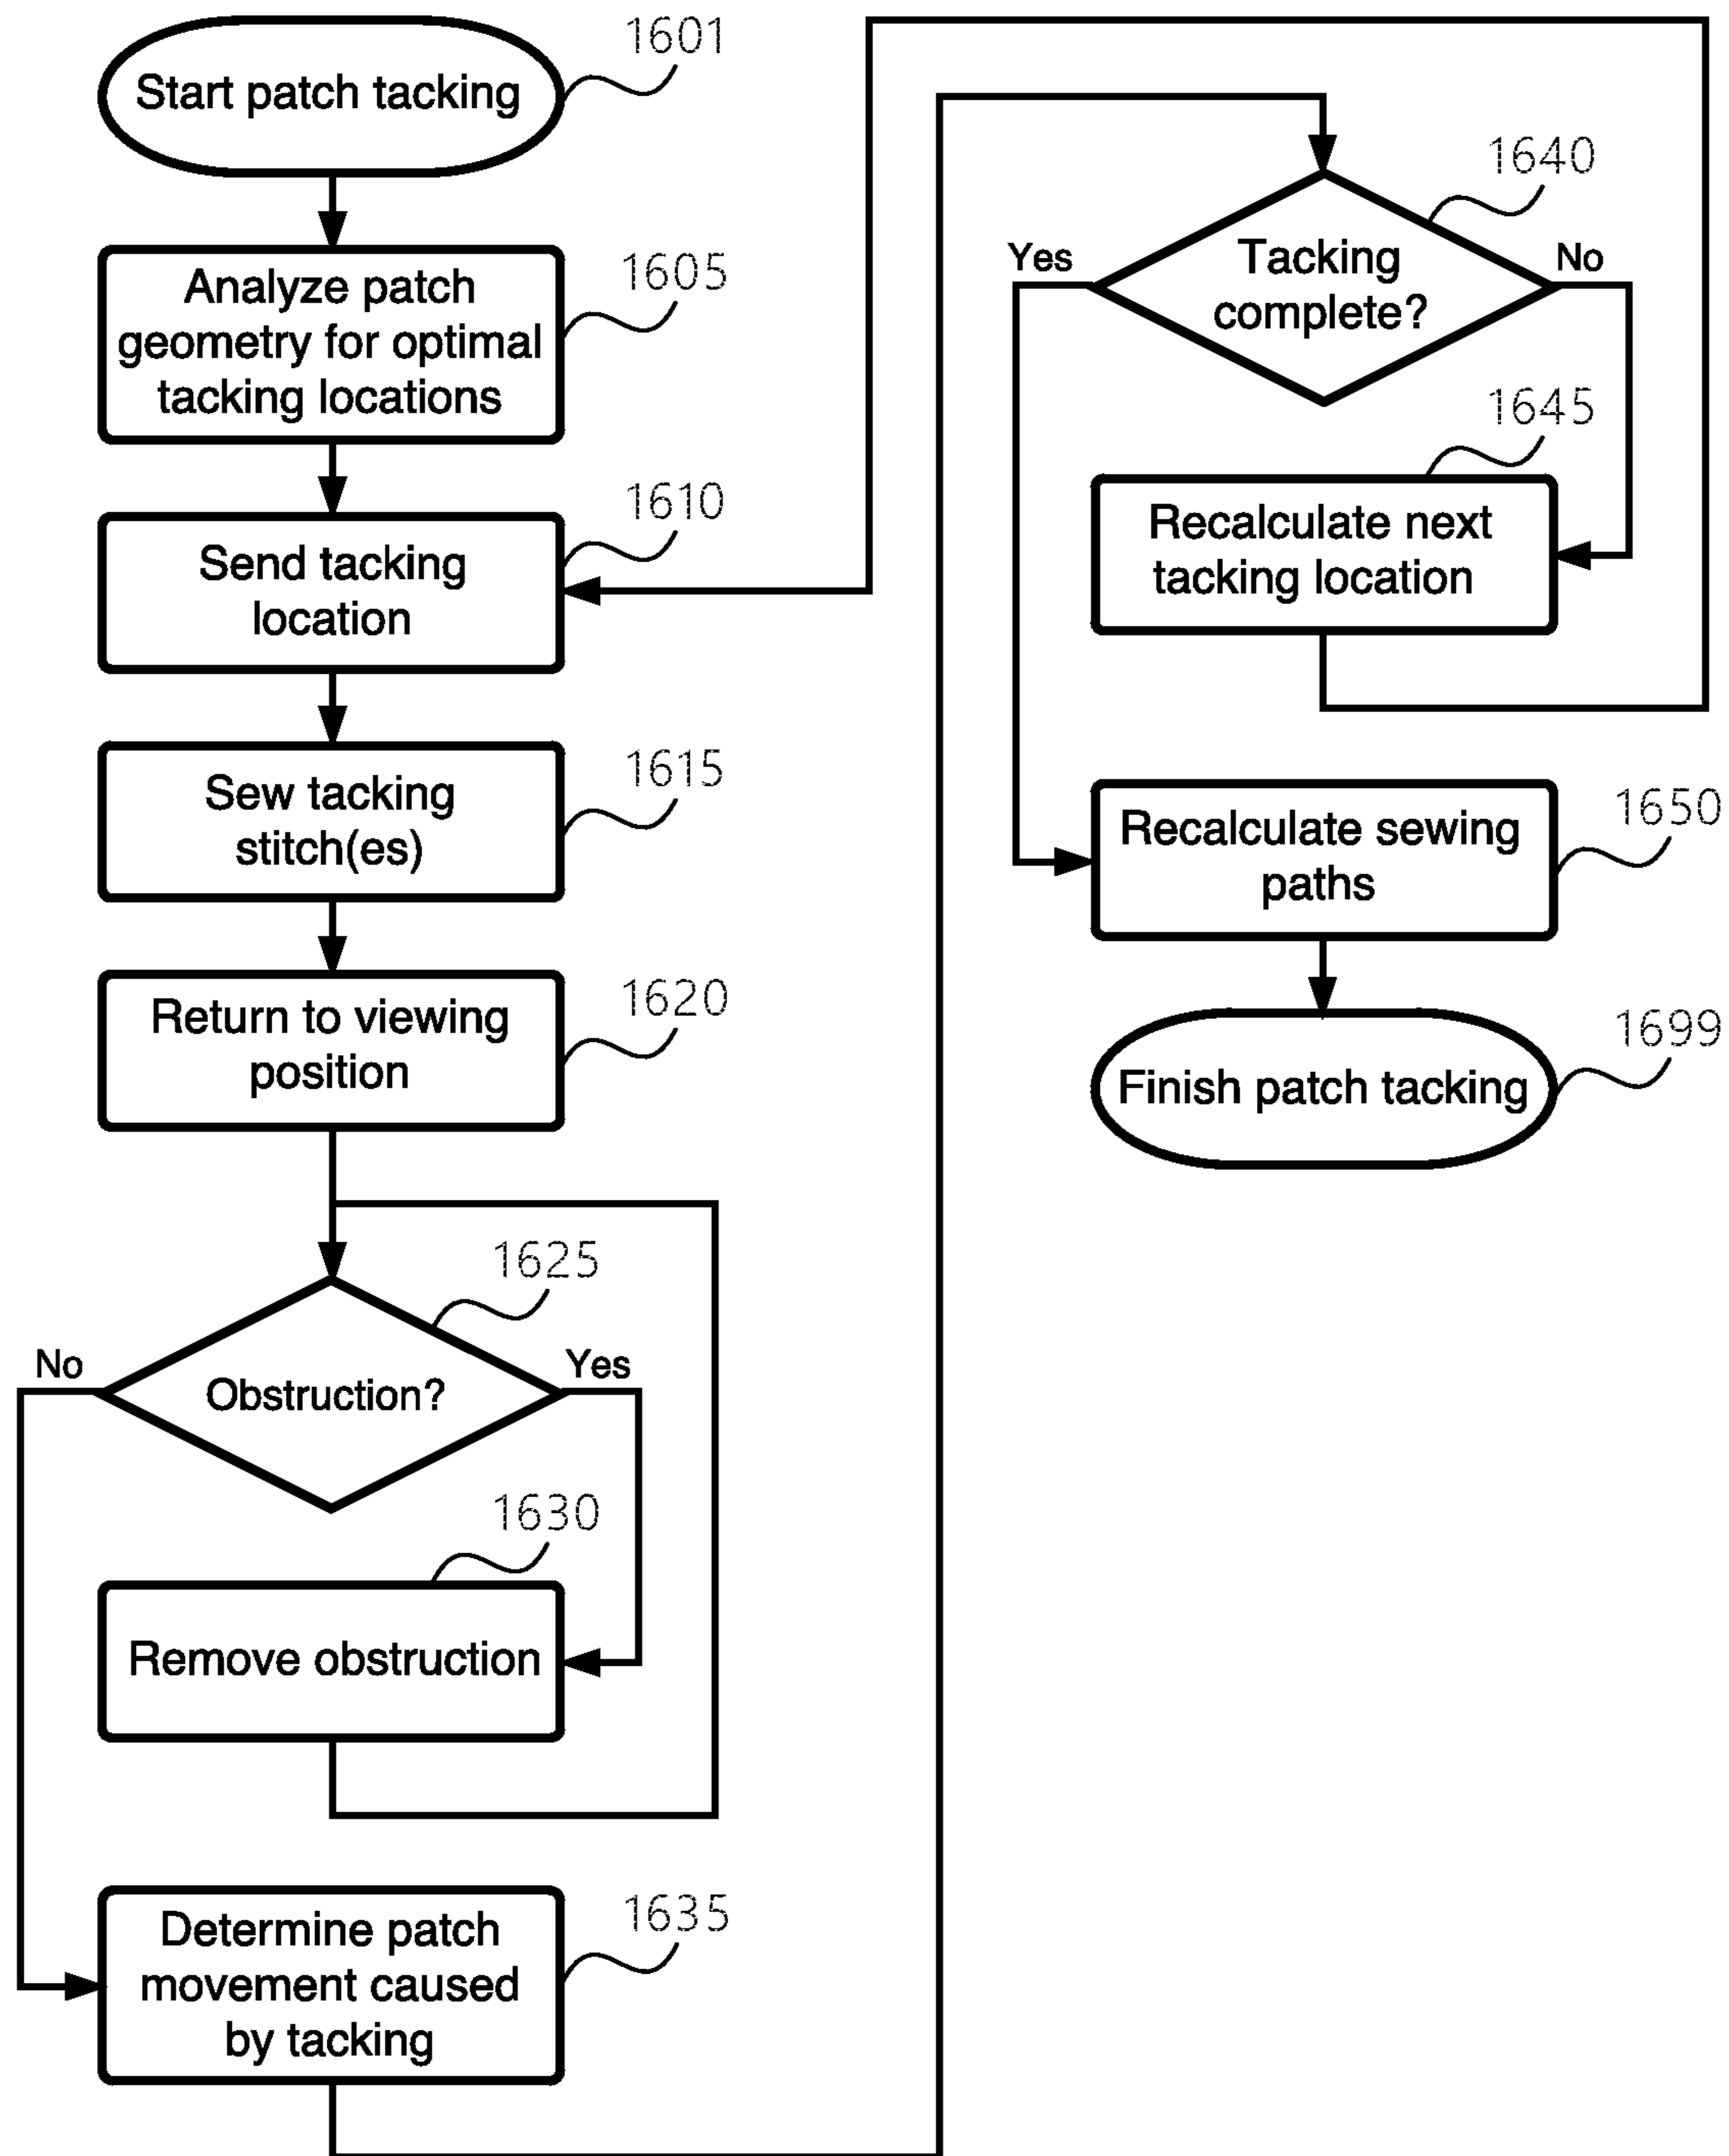 Start patch tacking
1601
Analyze patch
geometry for optimal
tacking locations
1605
Send tacking
location
1610
Sew tacking
stitch(es)
1615
Return to viewing
position
1620
1625
No
Yes
Obstruction?
1630
Remove obstruction
Determine patch
movement caused
by tacking
1635
1640
Yes
No
Tacking
complete?
1645
Recalculate next
tacking location
Recalculate sewing
paths
1650
Finish patch tacking
1699